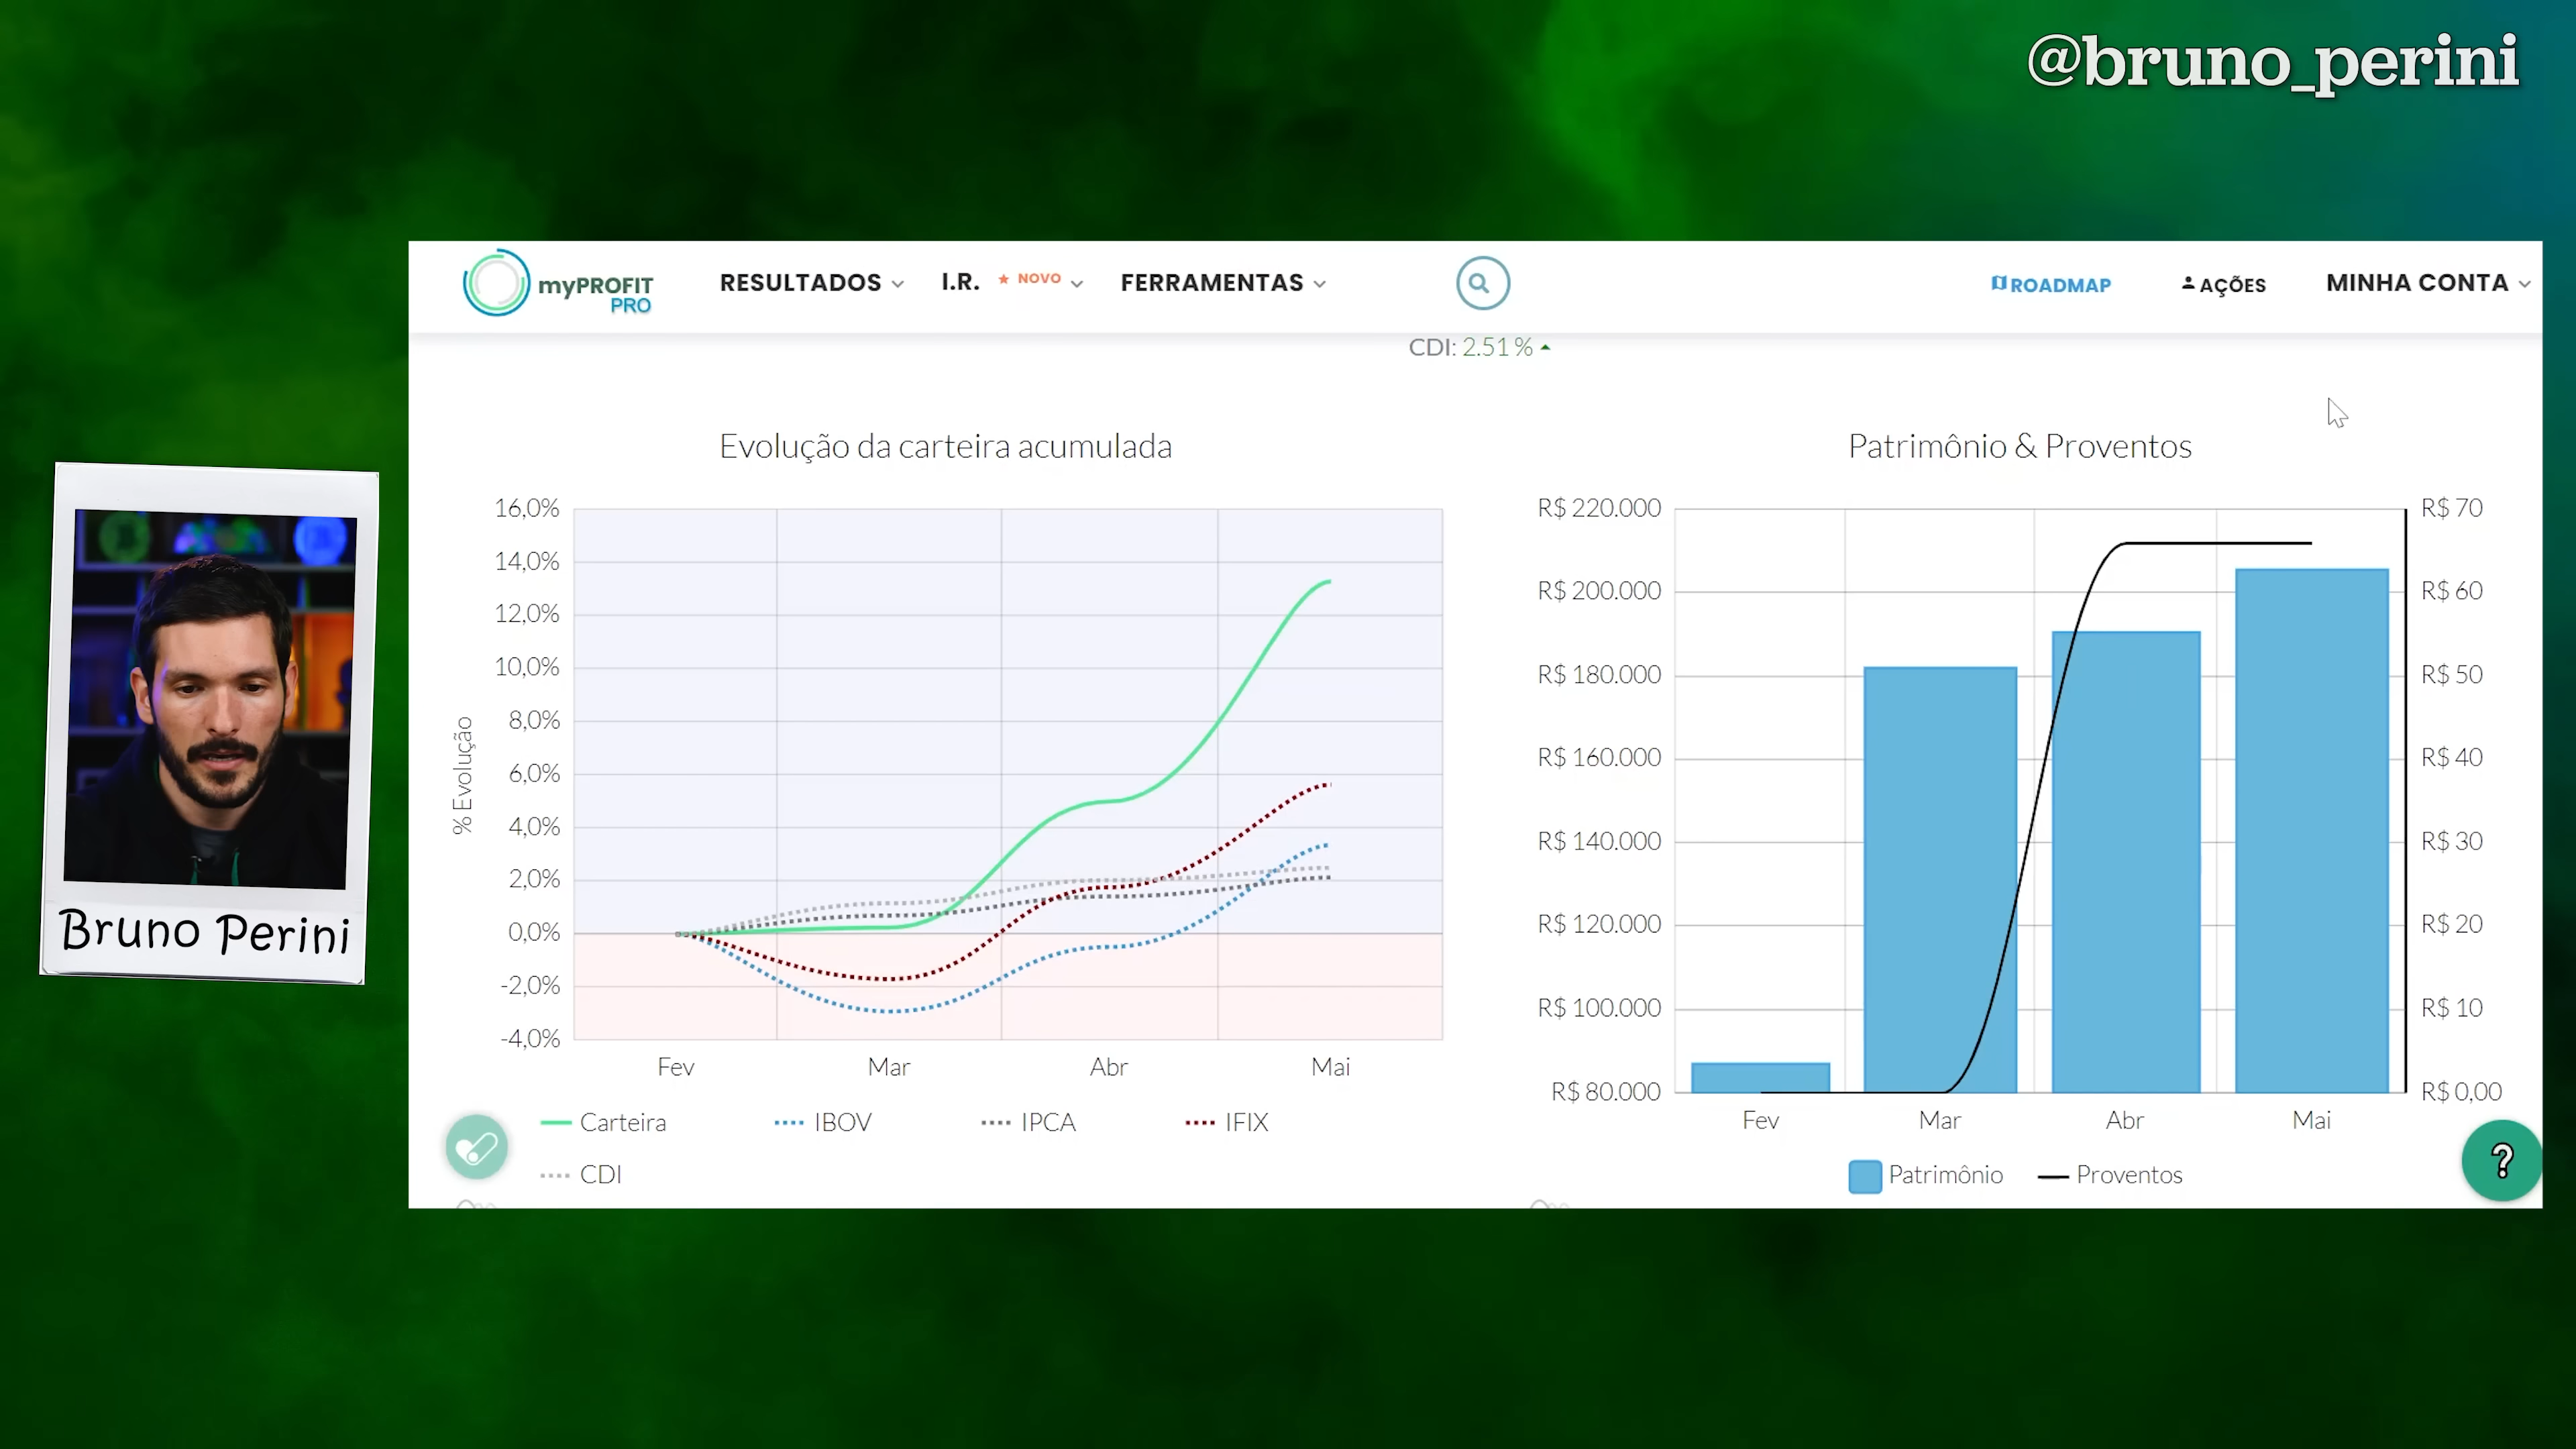 @bruno_perini
myPROFIT
PRO
RESULTADOS
I.R.
NOVO
FERRAMENTAS
ROADMAP
AÇÕES
MINHA CONTA
CDI: 2.51%
Evolução da carteira acumulada
% Evolução
16,0%
14,0%
12,0%
10,0%
8,0%
6,0%
4,0%
2,0%
0,0%
-2,0%
-4,0%
Fev Mar Abr Mai
Carteira IBOV IPCA IFIX
CDI
Patrimônio & Proventos
R$ 220.000
R$ 200.000
R$ 180.000
R$ 160.000
R$ 140.000
R$ 120.000
R$ 100.000
R$ 80.000
R$ 70
R$ 60
R$ 50
R$ 40
R$ 30
R$ 20
R$ 10
R$ 0,00
Fev Mar Abr Mai
Patrimônio Proventos
?
Bruno Perini